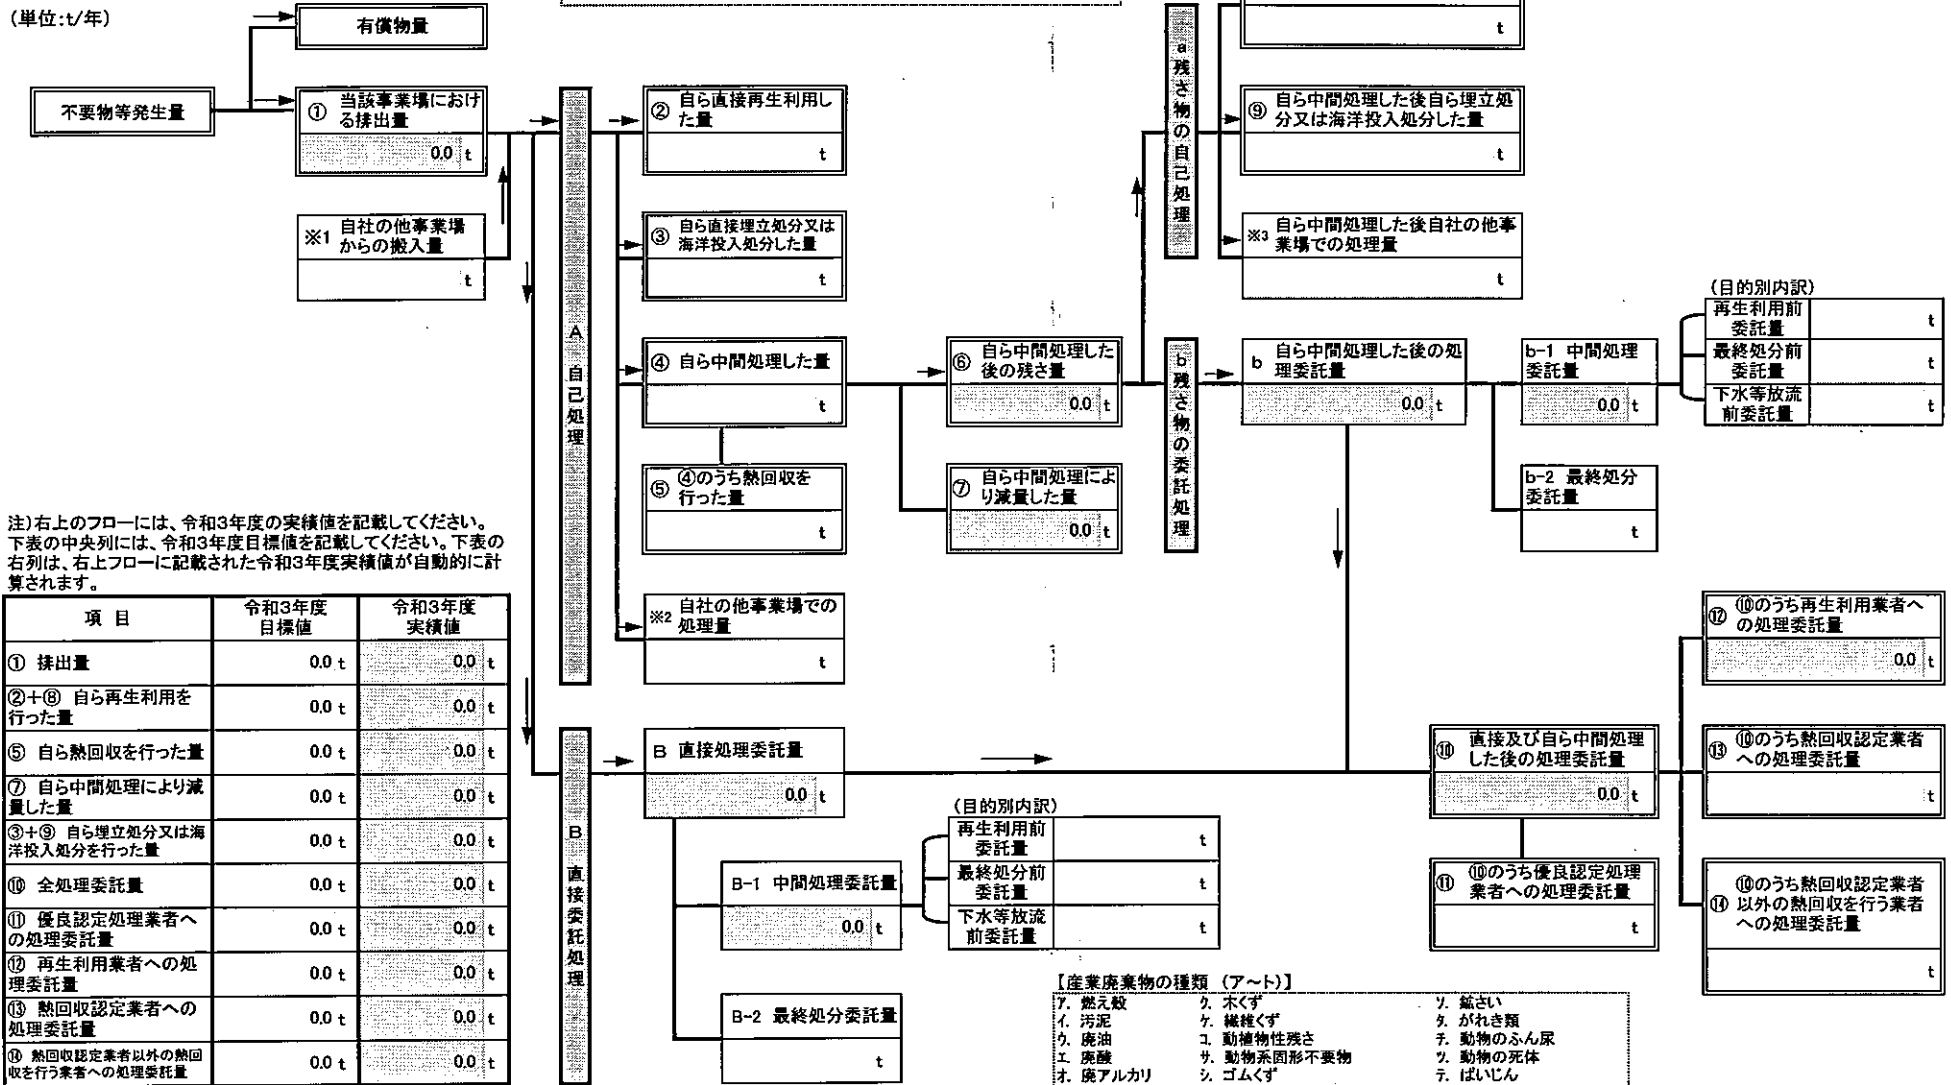 (単位:t/年)
有償物量
不要物等発生量
① 当該事業場におけ
る排出量
0.0 t
※1 自社の他事業場
からの搬入量
t
A 自己処理
② 自ら直接再生利用し
た量
t
③ 自ら直接埋立処分又は
海洋投入処分した量
t
④ 自ら中間処理した量
t
⑤ ④のうち熱回収を
行った量
t
※2 自社の他事業場での
処理量
t
⑥ 自ら中間処理した
後の残さ量
0.0 t
⑦ 自ら中間処理によ
り減量した量
0.0 t
a 残さ物の自己処理
t
⑨ 自ら中間処理した後自ら埋立処
分又は海洋投入処分した量
t
※3 自ら中間処理した後自社の他事
業場での処理量
t
b 残さ物の委託処理
b 自ら中間処理した後の処
理委託量
0.0 t
b-1 中間処理
委託量
0.0 t
(目的別内訳)
再生利用前
委託量 t
最終処分前
委託量 t
下水等放流
前委託量 t
b-2 最終処分
委託量
t
注)右上のフローには、令和3年度の実績値を記載してください。
下表の中央列には、令和3年度目標値を記載してください。下表の
右列は、右上フローに記載された令和3年度実績値が自動的に計
算されます。
項 目 令和3年度
目標値 令和3年度
実績値
① 排出量 0.0 t 0.0 t
②+⑧ 自ら再生利用を
行った量 0.0 t 0.0 t
⑤ 自ら熱回収を行った量 0.0 t 0.0 t
⑦ 自ら中間処理により減
量した量 0.0 t 0.0 t
③+⑨ 自ら埋立処分又は海
洋投入処分を行った量 0.0 t 0.0 t
⑩ 全処理委託量 0.0 t 0.0 t
⑪ 優良認定処理業者へ
の処理委託量 0.0 t 0.0 t
⑫ 再生利用業者への処
理委託量 0.0 t 0.0 t
⑬ 熱回収認定業者への
処理委託量 0.0 t 0.0 t
⑭ 熱回収認定業者以外の熱回
収を行う業者への処理委託量 0.0 t 0.0 t
B 直接委託処理
B 直接処理委託量
0.0 t
B-1 中間処理委託量
0.0 t
(目的別内訳)
再生利用前
委託量 t
最終処分前
委託量 t
下水等放流
前委託量 t
B-2 最終処分委託量
t
⑩ 直接及び自ら中間処理
した後の処理委託量
0.0 t
⑪ ⑩のうち優良認定処理
業者への処理委託量
t
⑫ ⑩のうち再生利用業者へ
の処理委託量
0.0 t
⑬ ⑩のうち熱回収認定業者
への処理委託量
t
⑭ ⑩のうち熱回収認定業者
以外の熱回収を行う業者
への処理委託量
t
【産業廃棄物の種類 (ア~ト)】
ア. 燃え殻 ク. 木くず ソ. 鉱さい
イ. 汚泥 ケ. 繊維くず タ. がれき類
ウ. 廃油 コ. 動植物性残さ チ. 動物のふん尿
エ. 廃酸 サ. 動物系固形不要物 ツ. 動物の死体
オ. 廃アルカリ シ. ゴムくず テ. ばいじん